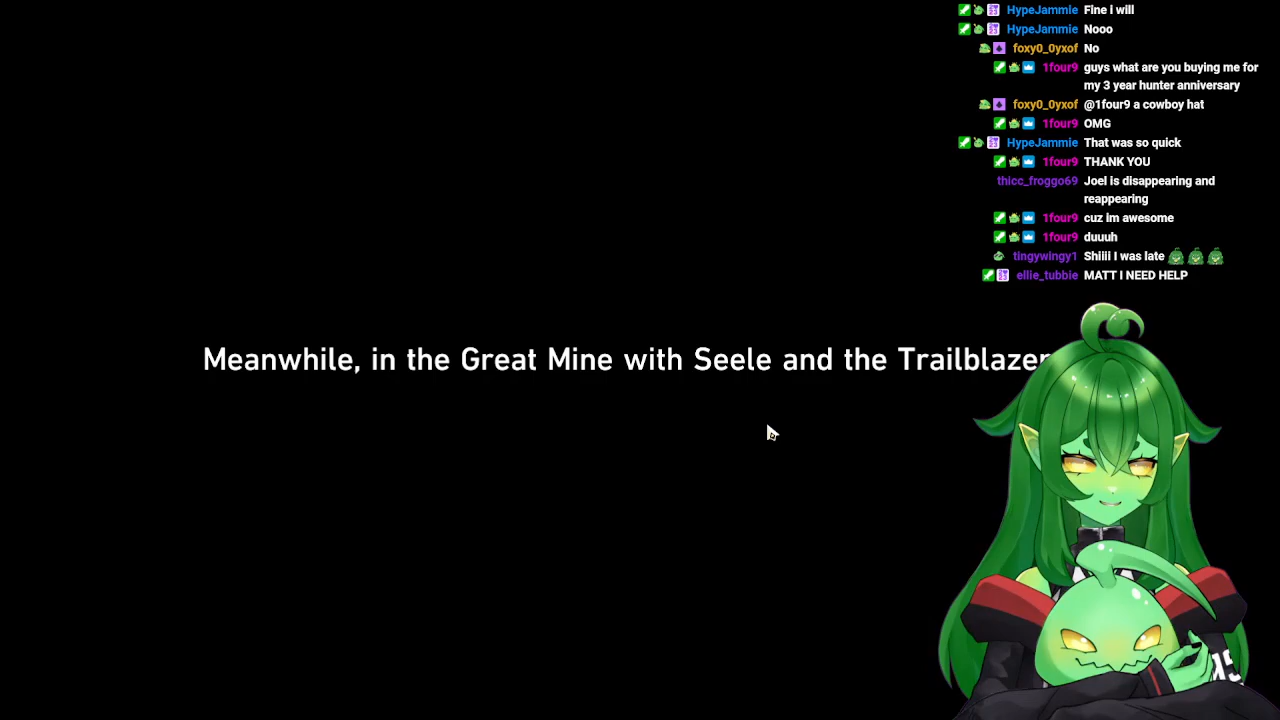 HypeJammie Fine i will
HypeJammie Nooo
foxy0_0yxof No
1four9 guys what are you buying me for
my 3 year hunter anniversary
foxy0_0yxof @1four9 a cowboy hat
1four9 OMG
HypeJammie That was so quick
1four9 THANK YOU
thicc_froggo69 Joel is disappearing and
reappearing
1four9 cuz im awesome
1four9 duuuh
tingywingy1 Shiiii I was late
ellie_tubbie MATT I NEED HELP
Meanwhile, in the Great Mine with Seele and the Trailblazer